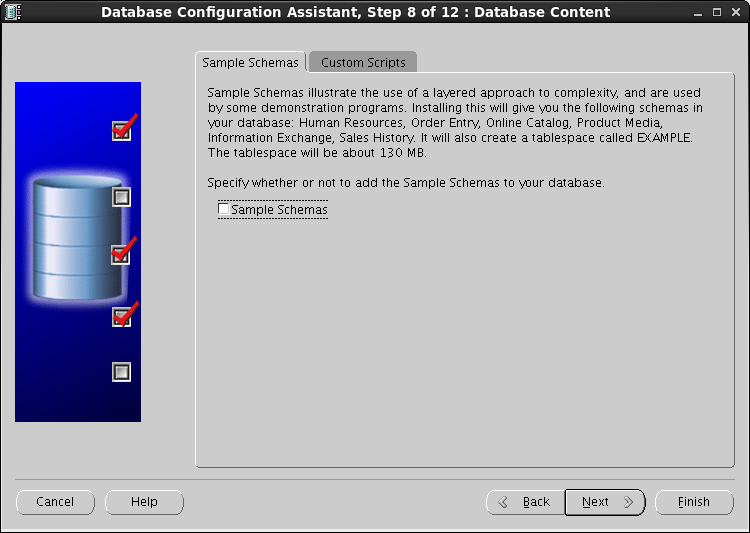 Database Configuration Assistant, Step 8 of 12 : Database Content
Sample Schemas
Custom Scripts
Sample Schemas illustrate the use of a layered approach to complexity, and are used
by some demonstration programs. Installing this will give you the following schemas in
your database: Human Resources, Order Entry, Online Catalog, Product Media,
Information Exchange, Sales History. It will also create a tablespace called EXAMPLE.
The tablespace will be about 130 MB.
Specify whether or not to add the Sample Schemas to your database.
Sample Schemas
Cancel
Help
Back
Next
Finish